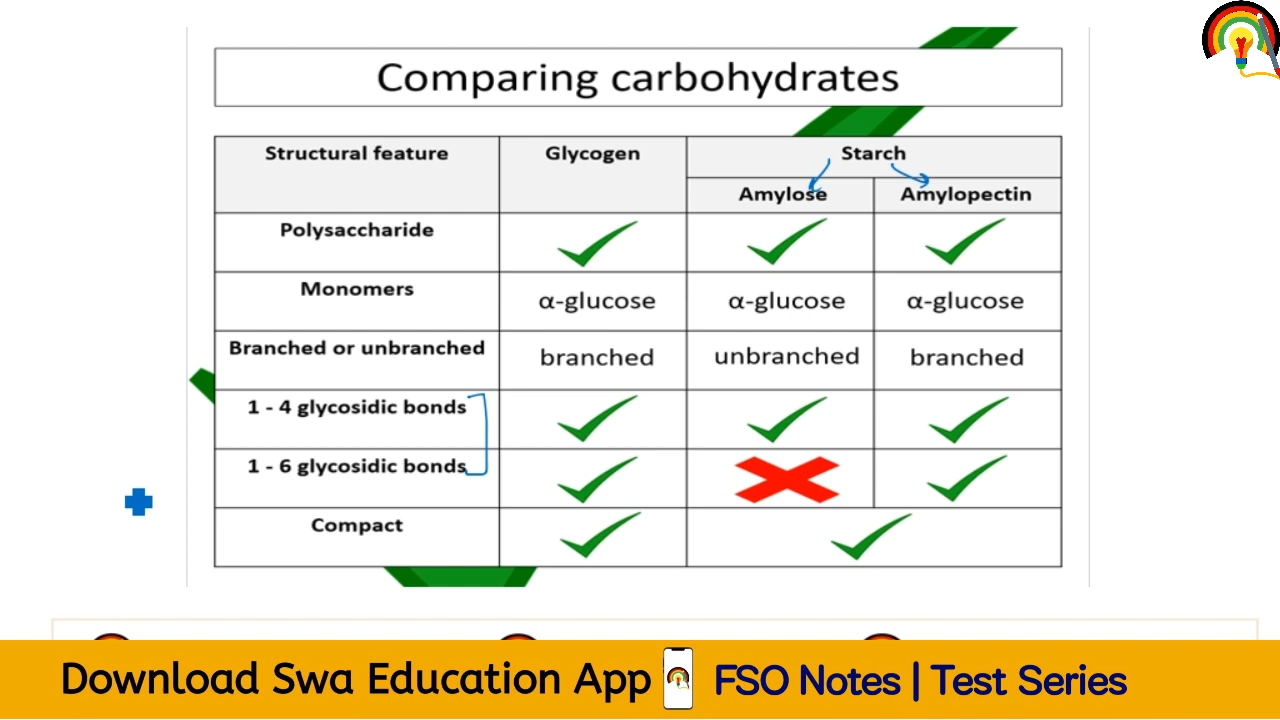 Comparing carbohydrates
Structural feature Glycogen Starch
Amylose Amylopectin
Polysaccharide
Monomers α-glucose α-glucose α-glucose
Branched or unbranched branched unbranched branched
1 - 4 glycosidic bonds
1 - 6 glycosidic bonds
Compact
Download Swa Education App FSO Notes | Test Series